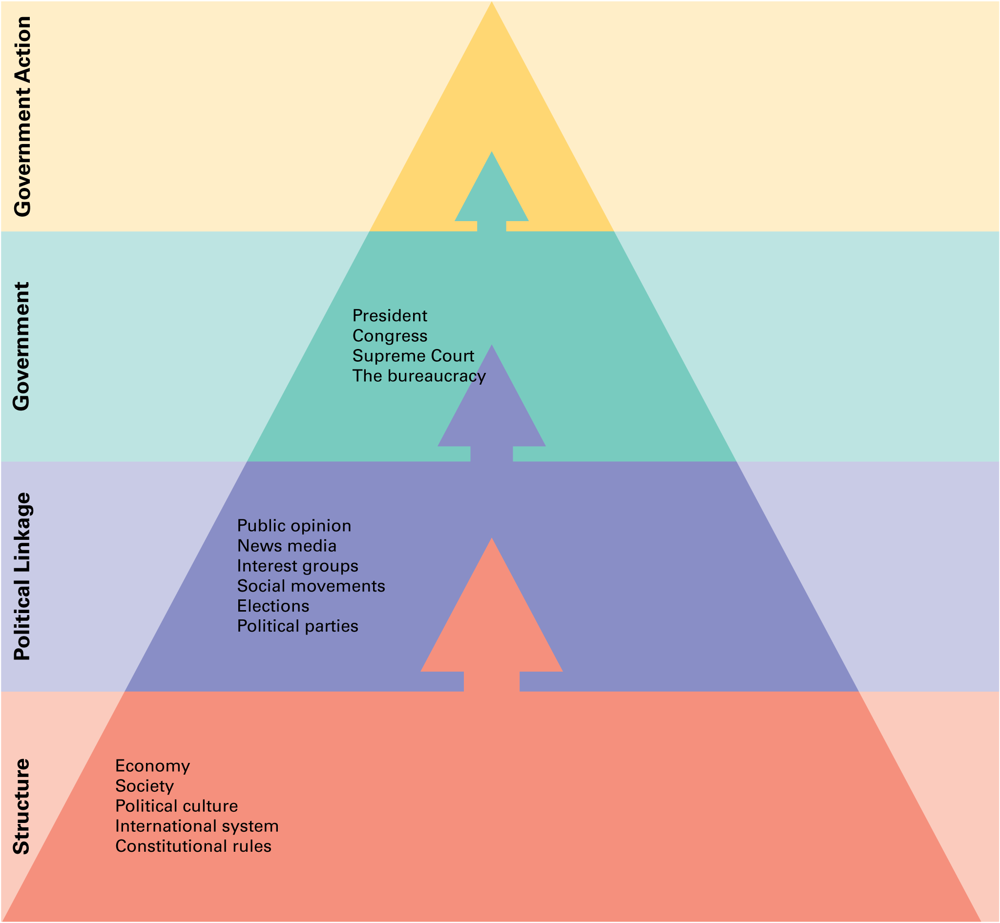 Government Action
Government
President
Congress
Supreme Court
The bureaucracy
Political Linkage
Public opinion
News media
Interest groups
Social movements
Elections
Political parties
Structure
Economy
Society
Political culture
International system
Constitutional rules